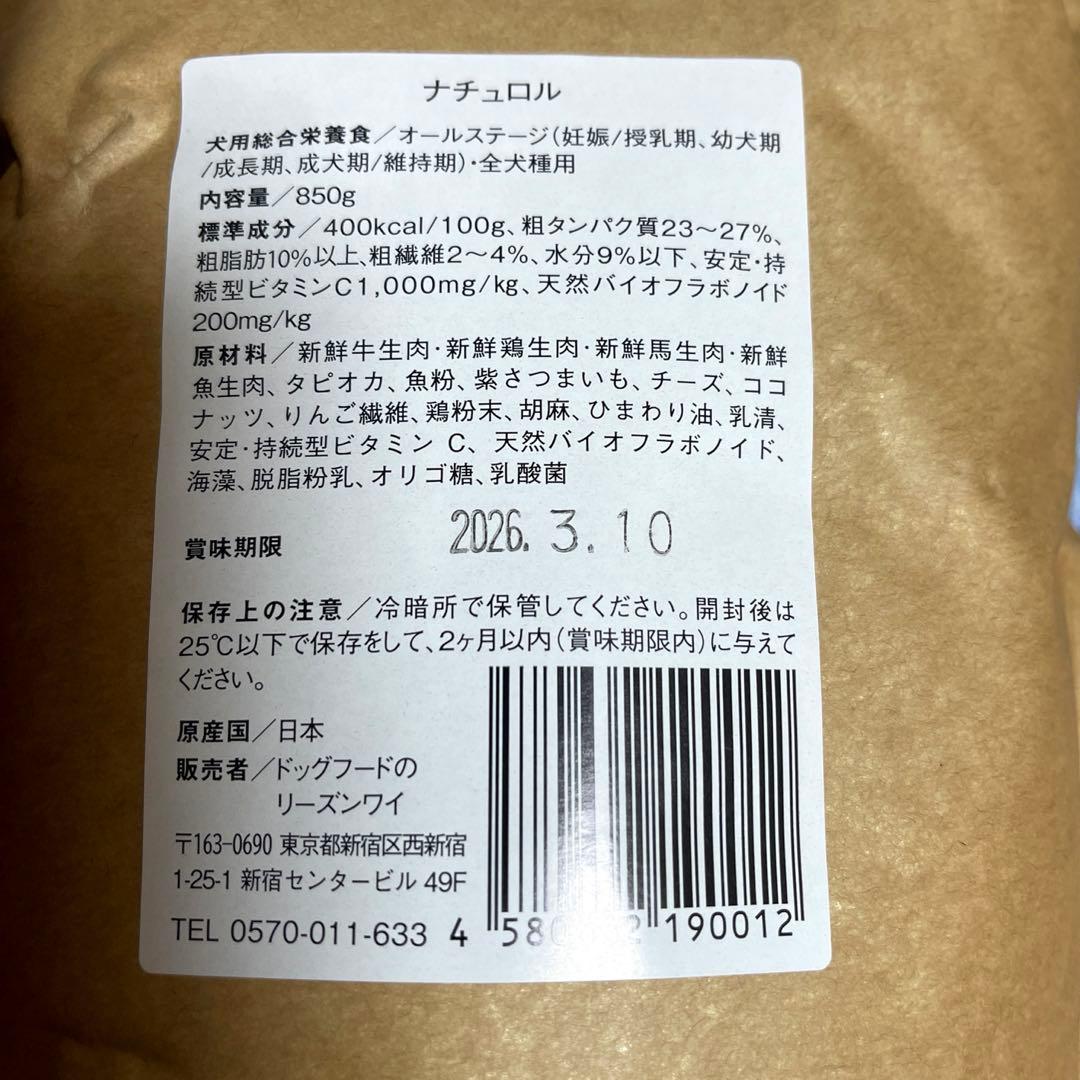 ナチュロル
犬用総合栄養食／オールステージ（妊娠/授乳期、幼犬期
/成長期、成犬期/維持期）・全犬種用
内容量／850g
標準成分／400kcal/100g、粗タンパク質23～27%、
粗脂肪10%以上、粗繊維2～4%、水分9%以下、安定・持
続型ビタミンC1,000mg/kg、天然バイオフラボノイド
200mg/kg
原材料／新鮮牛生肉・新鮮鶏生肉・新鮮馬生肉・新鮮
魚生肉、タピオカ、魚粉、紫さつまいも、チーズ、ココ
ナッツ、りんご繊維、鶏粉末、胡麻、ひまわり油、乳清、
安定・持続型ビタミン C、天然バイオフラボノイド、
海藻、脱脂粉乳、オリゴ糖、乳酸菌
賞味期限 2026. 3. 10
保存上の注意／冷暗所で保管してください。開封後は
25℃以下で保存をして、2ヶ月以内（賞味期限内）に与えて
ください。
原産国／日本
販売者／ドッグフードの
リーズンワイ
〒163-0690 東京都新宿区西新宿
1-25-1 新宿センタービル 49F
TEL 0570-011-633
4 190012